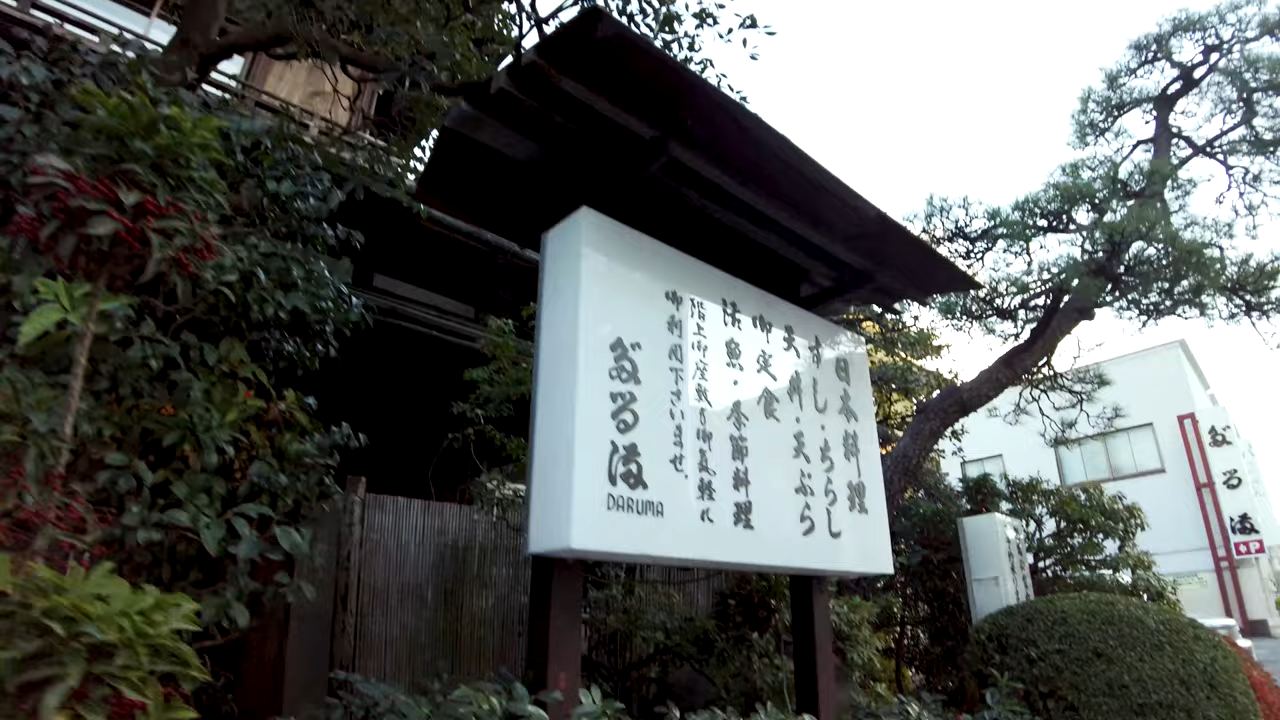 日本料理
すし・ちらし
天丼・天ぷら
御定食
活魚・季節料理
階上御座敷も御気軽に
御利用下さいませ。
だるま
DARUMA
だるま
P